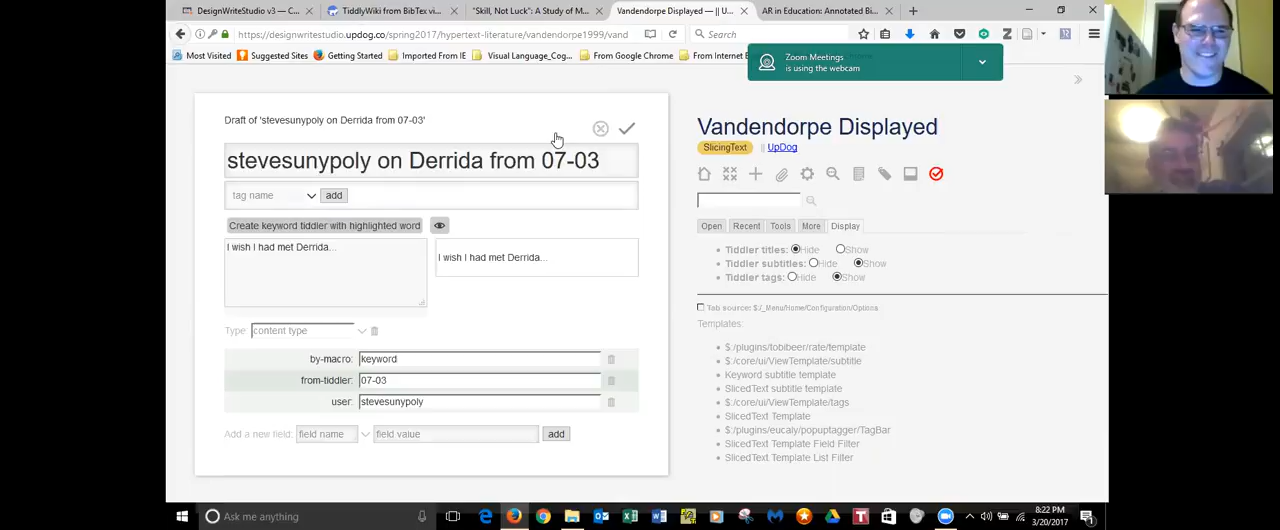 DesignWriteStudio v3 — C...
TiddlyWiki from BibTex vi...
"Skill, Not Luck": A Study of M...
Vandendorpe Displayed — || U...
AR in Education: Annotated Bi...
https://designwritestudio.updog.co/spring2017/hypertext-literature/vandendorpe1999/vand
Search
Most Visited
Suggested Sites
Getting Started
Imported From IE
Visual Language_Cog...
From Google Chrome
From Internet E
Zoom Meetings
is using the webcam
Draft of 'stevesunypoly on Derrida from 07-03'
stevesunypoly on Derrida from 07-03
tag name
add
Create keyword tiddler with highlighted word
I wish I had met Derrida...
I wish I had met Derrida...
Type:
content type
by-macro:
keyword
from-tiddler:
07-03
user:
stevesunypoly
Add a new field:
field name
field value
add
Vandendorpe Displayed
SlicingText
|| UpDog
Open
Recent
Tools
More
Display
Tiddler titles: Hide Show
Tiddler subtitles: Hide Show
Tiddler tags: Hide Show
Tab source: $:/_Menu/Home/Configuration/Options
Templates:
$:/plugins/tobibeer/rate/template
$:/core/ui/ViewTemplate/subtitle
Keyword subtitle template
SlicedText subtitle template
$:/core/ui/ViewTemplate/tags
SlicedText Template
$:/plugins/eucaly/popuptagger/TagBar
SlicedText Template Field Filter
SlicedText Template List Filter
Ask me anything
8:22 PM
3/20/2017